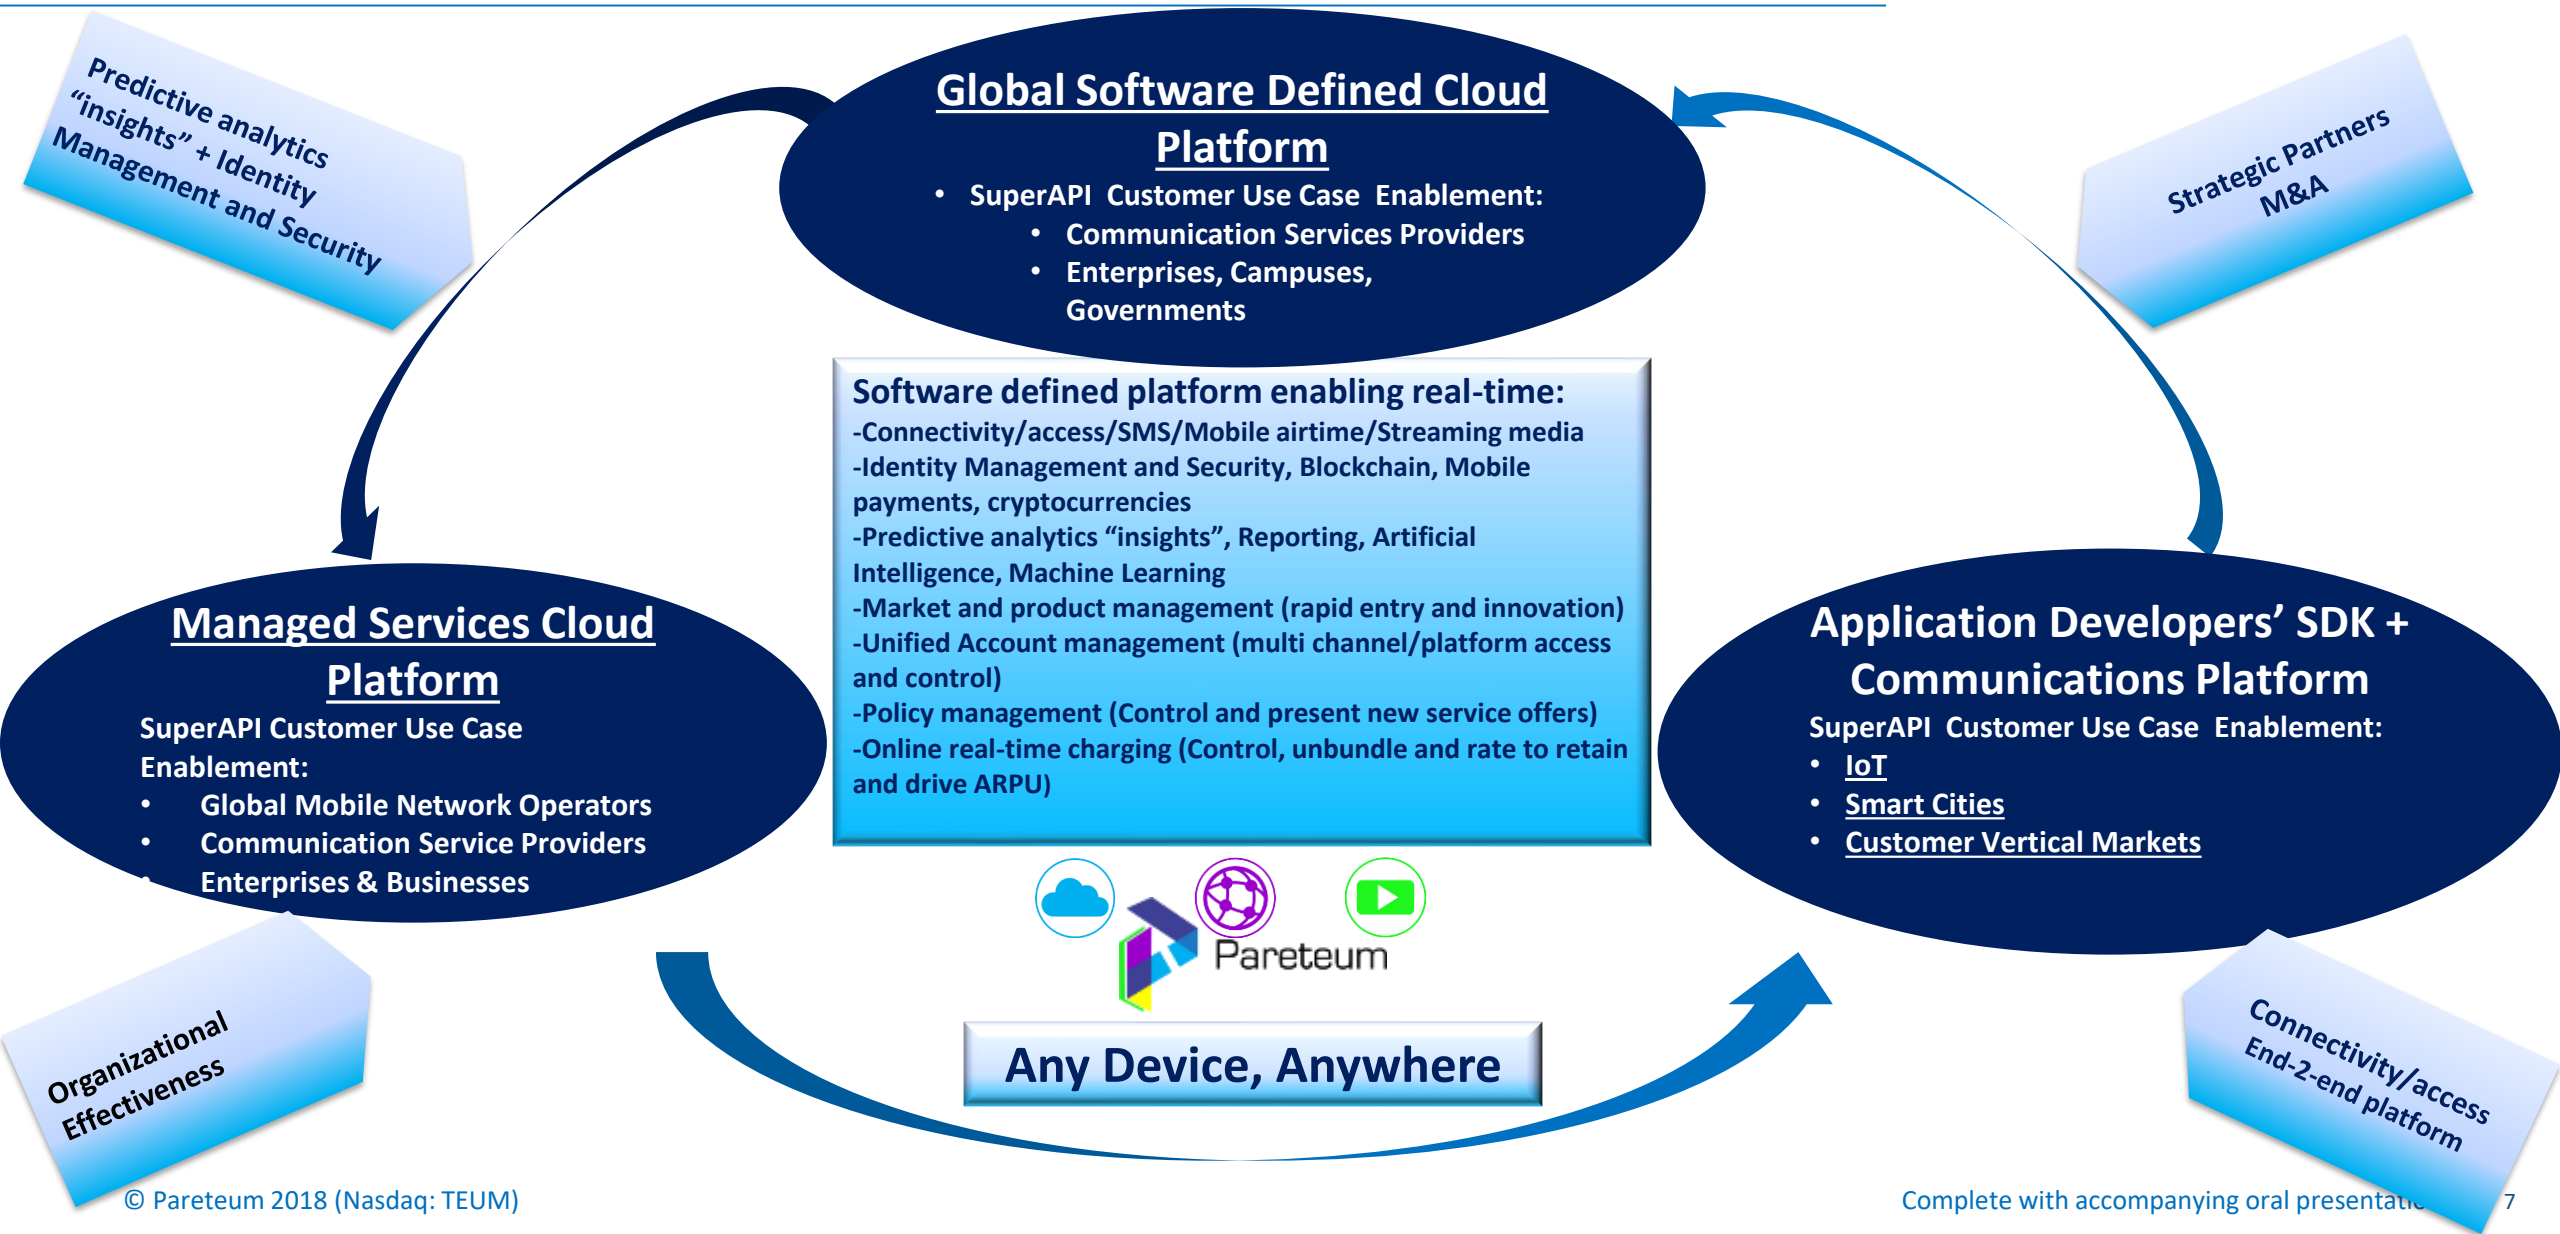 Predictive analytics
“insights” + Identity
Management and Security
Global Software Defined Cloud
Platform
• SuperAPI Customer Use Case Enablement:
• Communication Services Providers
• Enterprises, Campuses,
Governments
Strategic Partners
M&A
Software defined platform enabling real-time:
-Connectivity/access/SMS/Mobile airtime/Streaming media
-Identity Management and Security, Blockchain, Mobile
payments, cryptocurrencies
-Predictive analytics “insights”, Reporting, Artificial
Intelligence, Machine Learning
-Market and product management (rapid entry and innovation)
-Unified Account management (multi channel/platform access
and control)
-Policy management (Control and present new service offers)
-Online real-time charging (Control, unbundle and rate to retain
and drive ARPU)
Managed Services Cloud
Platform
SuperAPI Customer Use Case
Enablement:
• Global Mobile Network Operators
• Communication Service Providers
• Enterprises & Businesses
Application Developers’ SDK +
Communications Platform
SuperAPI Customer Use Case Enablement:
• IoT
• Smart Cities
• Customer Vertical Markets
Pareteum
Any Device, Anywhere
Organizational
Effectiveness
Connectivity/access
End-2-end platform
© Pareteum 2018 (Nasdaq: TEUM)
Complete with accompanying oral
7